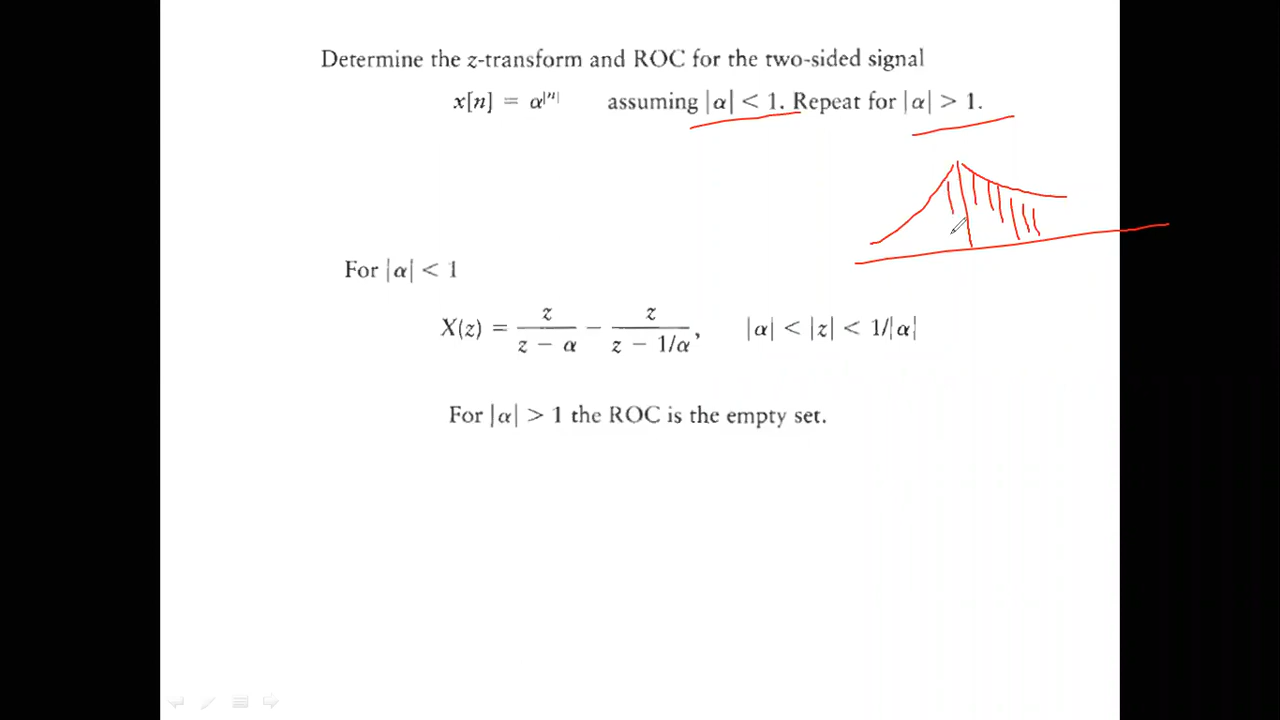 Determine the z-transform and ROC for the two-sided signal
x[n] = α^|n| assuming |α| < 1. Repeat for |α| > 1.
For |α| < 1
X(z) = z/(z − α) − z/(z − 1/α), |α| < |z| < 1/|α|
For |α| > 1 the ROC is the empty set.